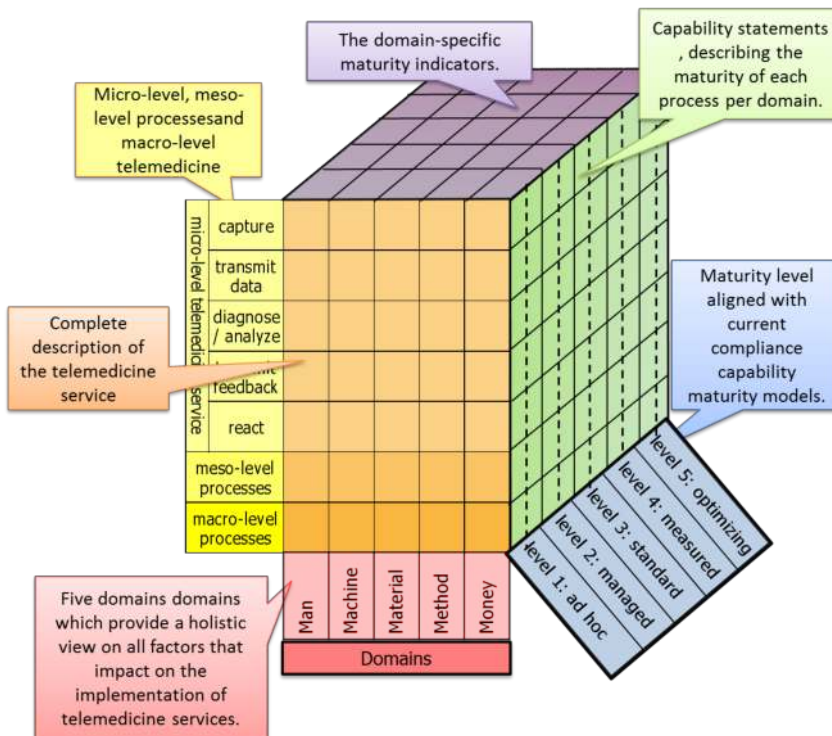 The domain-specific
maturity indicators.
Capability statements
, describing the
maturity of each
process per domain.
Micro-level, meso-
level processesand
macro-level
telemedicine
capture
transmit
data
diagnose
/ analyze
feedback
react
meso-level
processes
macro-level
processes
Complete
description of
the telemedicine
service
Maturity level
aligned with
current
compliance
capability
maturity models.
level 1: ad hoc
level 2: managed
level 3: standard
level 4: measured
level 5: optimizing
Man
Machine
Material
Method
Money
Domains
Five domains domains
which provide a holistic
view on all factors that
impact on the
implementation of
telemedicine services.